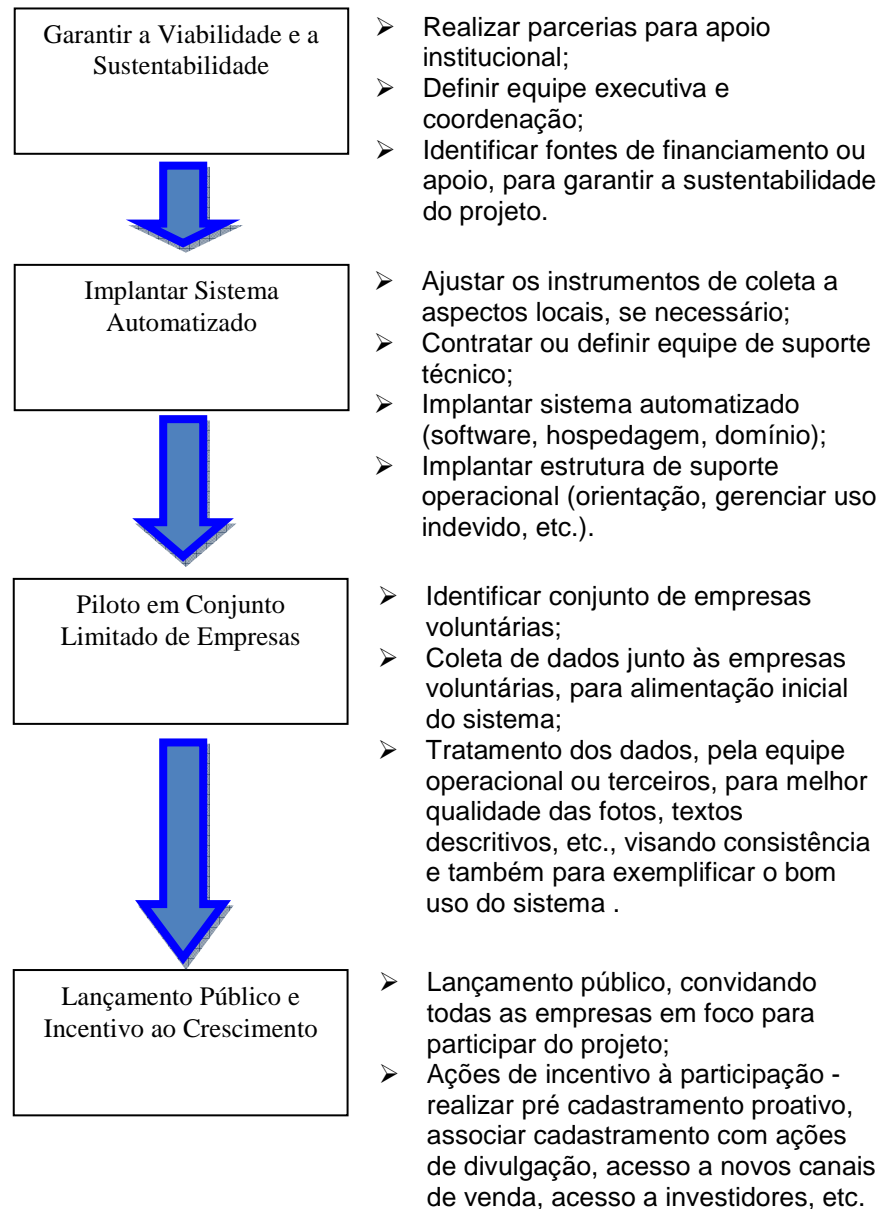 Garantir a Viabilidade e a
Sustentabilidade
➢ Realizar parcerias para apoio
institucional;
➢ Definir equipe executiva e
coordenação;
➢ Identificar fontes de financiamento ou
apoio, para garantir a sustentabilidade
do projeto.
Implantar Sistema
Automatizado
➢ Ajustar os instrumentos de coleta a
aspectos locais, se necessário;
➢ Contratar ou definir equipe de suporte
técnico;
➢ Implantar sistema automatizado
(software, hospedagem, domínio);
➢ Implantar estrutura de suporte
operacional (orientação, gerenciar uso
indevido, etc.).
Piloto em Conjunto
Limitado de Empresas
➢ Identificar conjunto de empresas
voluntárias;
➢ Coleta de dados junto às empresas
voluntárias, para alimentação inicial
do sistema;
➢ Tratamento dos dados, pela equipe
operacional ou terceiros, para melhor
qualidade das fotos, textos
descritivos, etc., visando consistência
e também para exemplificar o bom
uso do sistema .
Lançamento Público e
Incentivo ao Crescimento
➢ Lançamento público, convidando
todas as empresas em foco para
participar do projeto;
➢ Ações de incentivo à participação -
realizar pré cadastramento proativo,
associar cadastramento com ações
de divulgação, acesso a novos canais
de venda, acesso a investidores, etc.